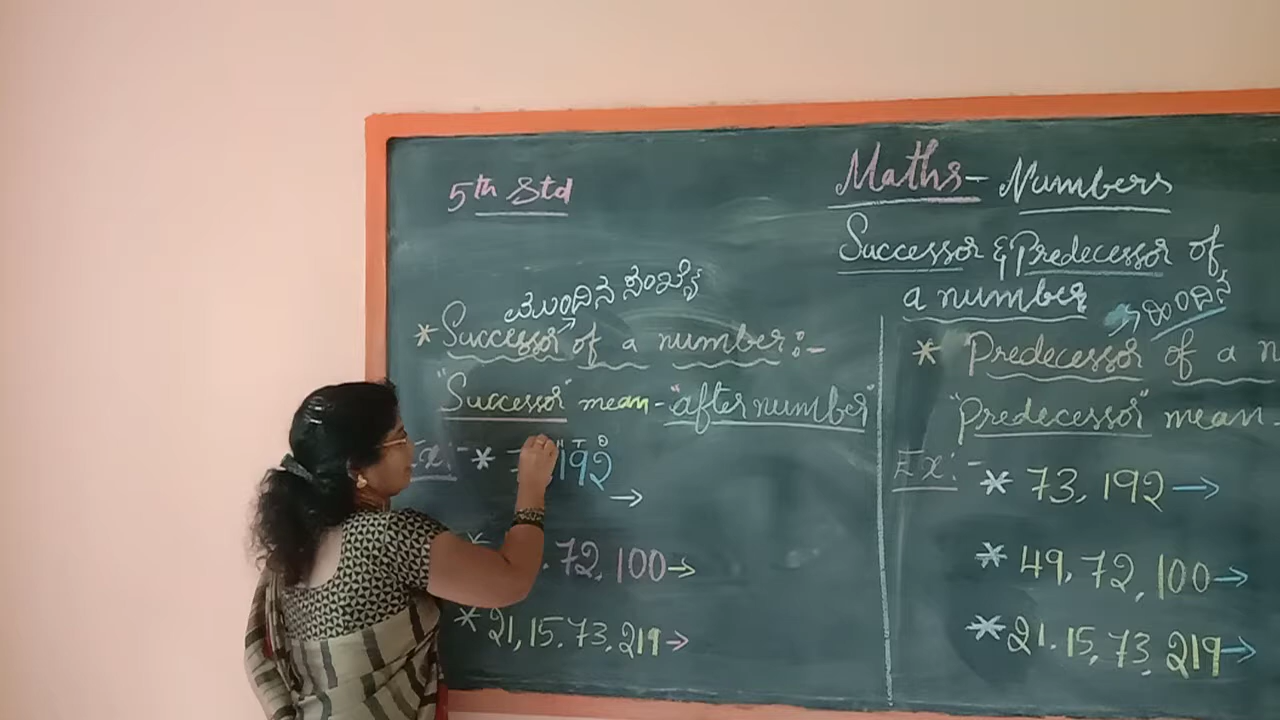 5th Std
Maths - Numbers
Successor & Predecessor of
a number
ಮುಂದಿನ ಸಂಖ್ಯೆ
* Successor of a number:-
"Successor" mean - "after number"
Ex:- * 192 →
H T O
72,100 →
* 21,15,73,219 →
→ ಹಿಂದಿನ
* Predecessor of a n
"Predecessor" mean -
Ex:- * 73,192 →
* 49,72,100 →
* 21,15,73,219 →